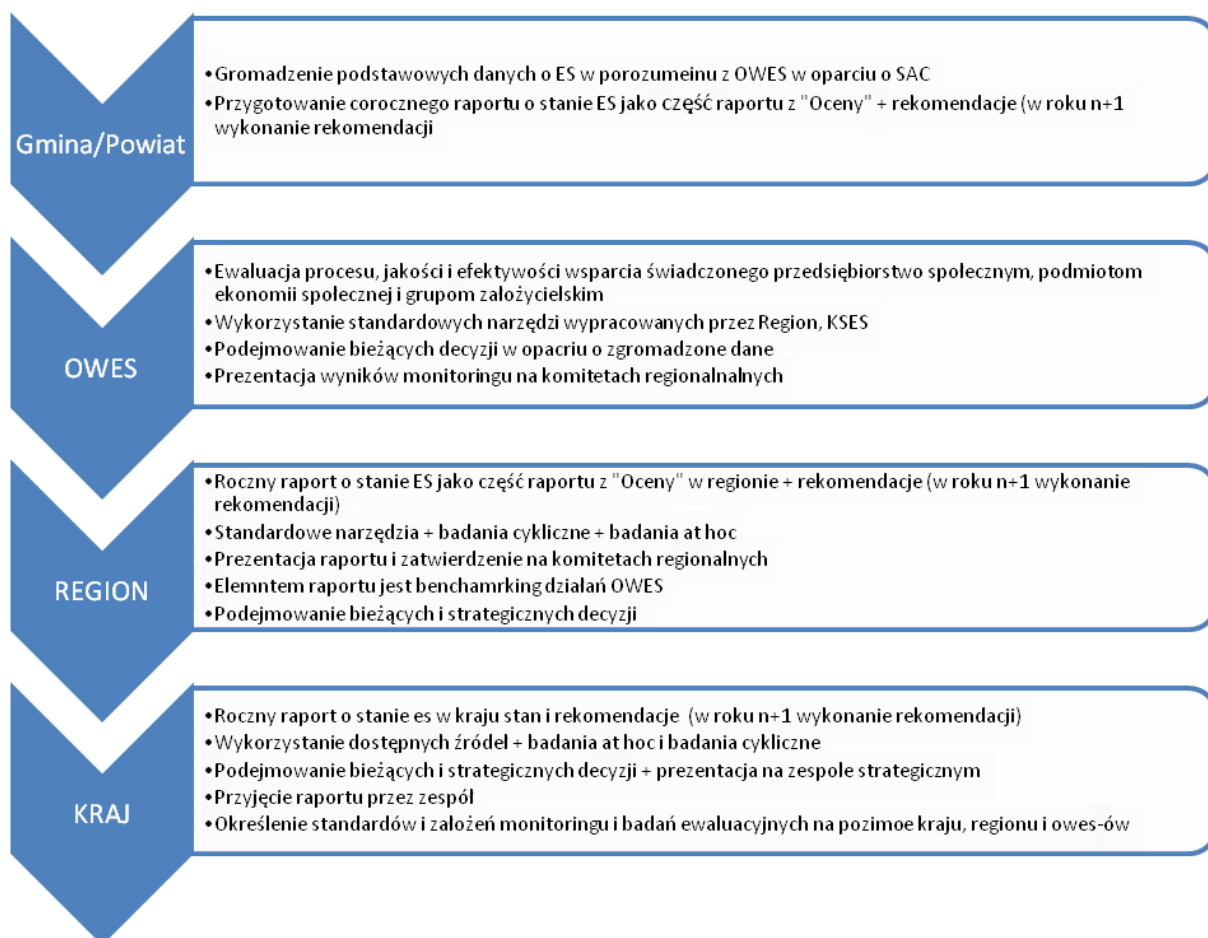 Gmina/Powiat
•Gromadzenie podstawowych danych o ES w porozumeinu z OWES w oparciu o SAC
•Przygotowanie corocznego raportu o stanie ES jako część raportu z "Oceny" + rekomendacje (w roku n+1
wykonanie rekomendacji
OWES
•Ewaluacja procesu, jakości i efektywości wsparcia świadczonego przedsiębiorstwo społecznym, podmiotom
ekonomii społecznej i grupom założycielskim
•Wykorzystanie standardowych narzędzi wypracowanych przez Region, KSES
•Podejmowanie bieżących decyzji w opacriu o zgromadzone dane
•Prezentacja wyników monitoringu na komitetach regionalnalnych
REGION
•Roczny raport o stanie ES jako część raportu z "Oceny" w regionie + rekomendacje (w roku n+1 wykonanie
rekomendacji)
•Standardowe narzędzia + badania cykliczne + badania at hoc
•Prezentacja raportu i zatwierdzenie na komitetach regionalnych
•Elemntem raportu jest benchamrking działań OWES
•Podejmowanie bieżących i strategicznych decyzji
KRAJ
•Roczny raport o stanie es w kraju stan i rekomendacje (w roku n+1 wykonanie rekomendacji)
•Wykorzystanie dostępnych źródeł + badania at hoc i badania cykliczne
•Podejmowanie bieżących i strategicznych decyzji + prezentacja na zespole strategicznym
•Przyjęcie raportu przez zespół
•Określenie standardów i założeń monitoringu i badań ewaluacyjnych na pozimoe kraju, regionu i owes-ów